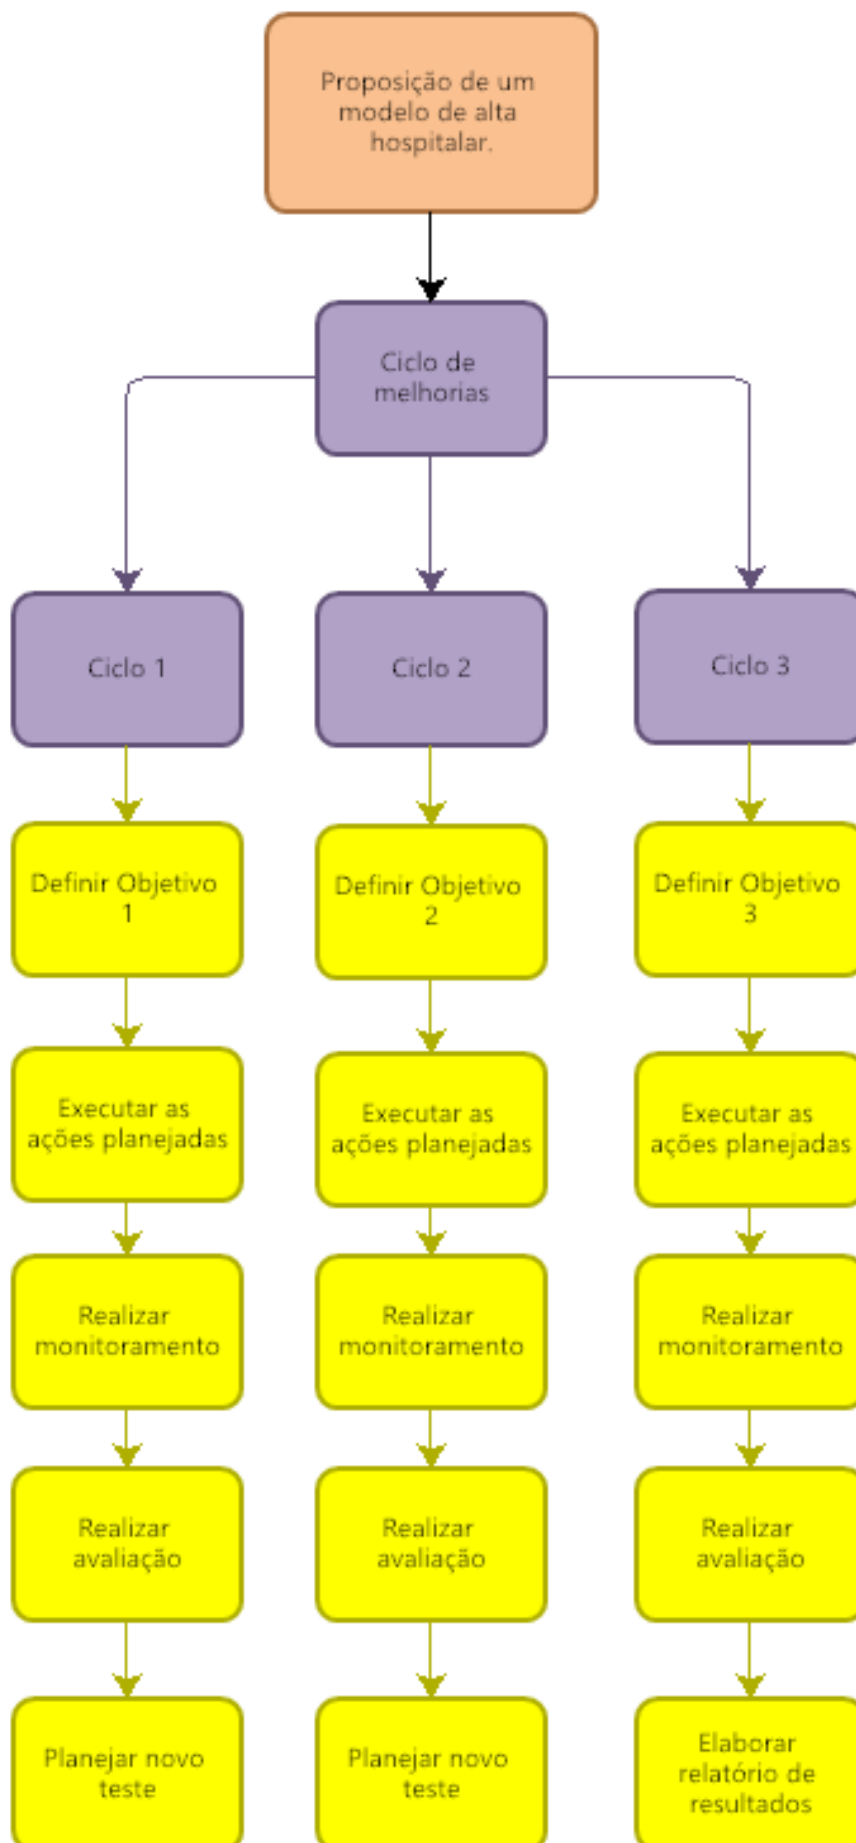 Proposição de um
modelo de alta
hospitalar.
Ciclo de
melhorias
Ciclo 1
Ciclo 2
Ciclo 3
Definir Objetivo
1
Definir Objetivo
2
Definir Objetivo
3
Executar as
ações planejadas
Executar as
ações planejadas
Executar as
ações planejadas
Realizar
monitoramento
Realizar
monitoramento
Realizar
monitoramento
Realizar
avaliação
Realizar
avaliação
Realizar
avaliação
Planejar novo
teste
Planejar novo
teste
Elaborar
relatório de
resultados